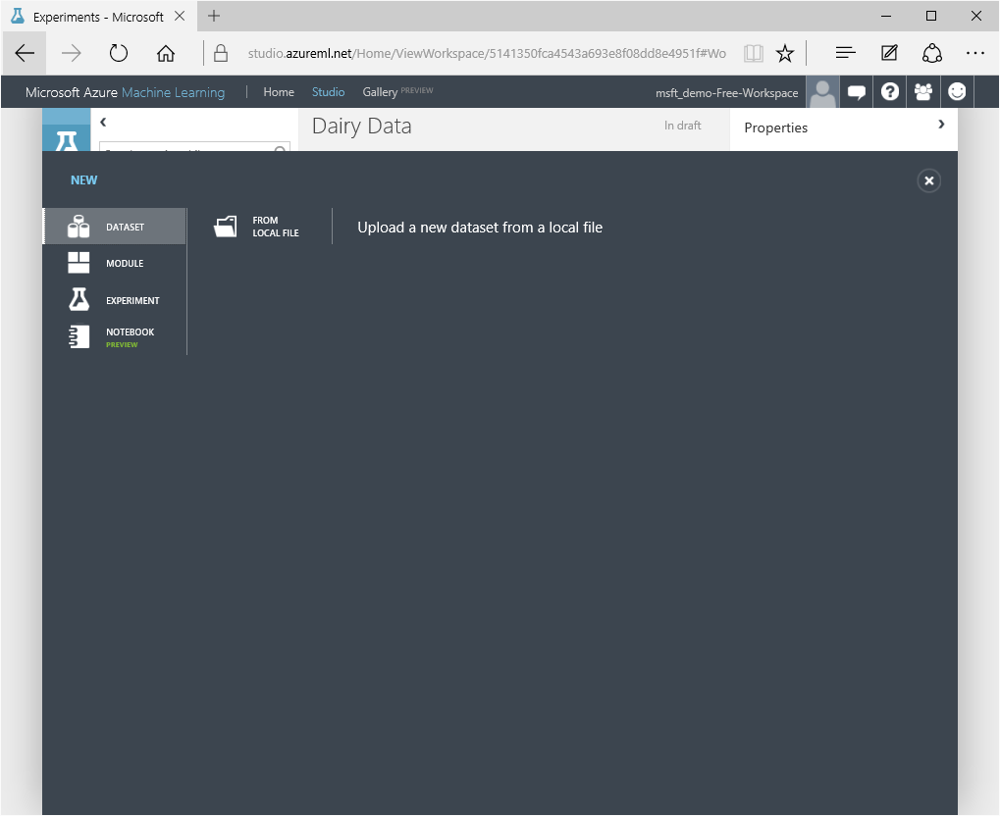 Experiments - Microsoft
studio.azureml.net/Home/ViewWorkspace/5141350fca4543a693e8f08dd8e4951f#Wo
Microsoft Azure Machine Learning | Home Studio Gallery PREVIEW msft_demo-Free-Workspace
Dairy Data
In draft
Properties
NEW
DATASET
MODULE
EXPERIMENT
NOTEBOOK
PREVIEW
FROM
LOCAL FILE
Upload a new dataset from a local file